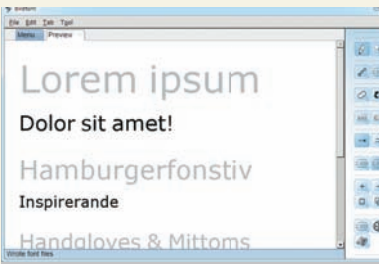 File Edit Tab Tool
Menu Preview
Lorem ipsum
Dolor sit amet!
Hamburgerfonstiv
Inspirerande
Handgloves & Mittoms
Wrote font files